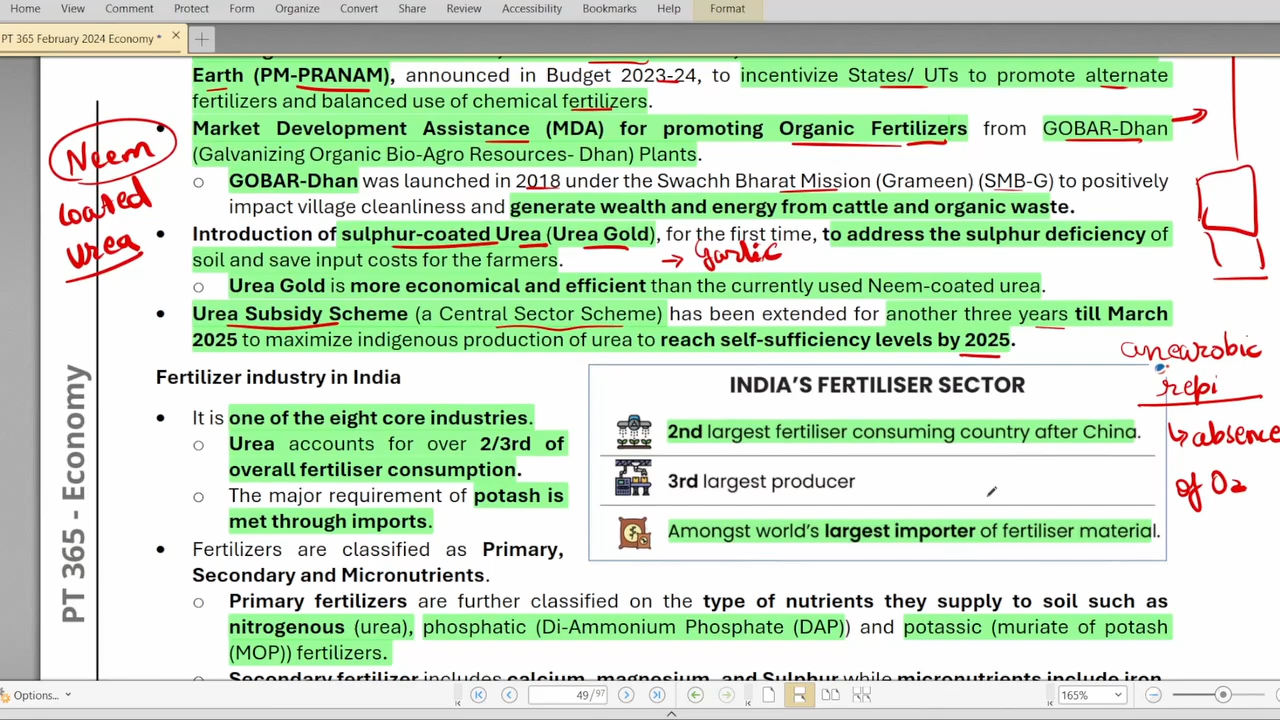 Home View Comment Protect Form Organize Convert Share Review Accessibility Bookmarks Help Format
PT 365 February 2024 Economy *
Earth (PM-PRANAM), announced in Budget 2023-24, to incentivize States/ UTs to promote alternate
fertilizers and balanced use of chemical fertilizers.
• Market Development Assistance (MDA) for promoting Organic Fertilizers from GOBAR-Dhan
(Galvanizing Organic Bio-Agro Resources- Dhan) Plants.
○ GOBAR-Dhan was launched in 2018 under the Swachh Bharat Mission (Grameen) (SMB-G) to positively
impact village cleanliness and generate wealth and energy from cattle and organic waste.
• Introduction of sulphur-coated Urea (Urea Gold), for the first time, to address the sulphur deficiency of
soil and save input costs for the farmers.
→ Garlic
○ Urea Gold is more economical and efficient than the currently used Neem-coated urea.
• Urea Subsidy Scheme (a Central Sector Scheme) has been extended for another three years till March
2025 to maximize indigenous production of urea to reach self-sufficiency levels by 2025.
Neem
coated
urea
Fertilizer industry in India
• It is one of the eight core industries.
○ Urea accounts for over 2/3rd of
overall fertiliser consumption.
○ The major requirement of potash is
met through imports.
• Fertilizers are classified as Primary,
Secondary and Micronutrients.
INDIA'S FERTILISER SECTOR
2nd largest fertiliser consuming country after China.
3rd largest producer
Amongst world's largest importer of fertiliser material.
anearobic
repi
↳ absence
of O2
○ Primary fertilizers are further classified on the type of nutrients they supply to soil such as
nitrogenous (urea), phosphatic (Di-Ammonium Phosphate (DAP)) and potassic (muriate of potash
(MOP)) fertilizers.
Secondary fertilizer includes calcium, magnesium, and Sulphur while micronutrients include iron,
PT 365 - Economy
Options...
49 / 97
165%